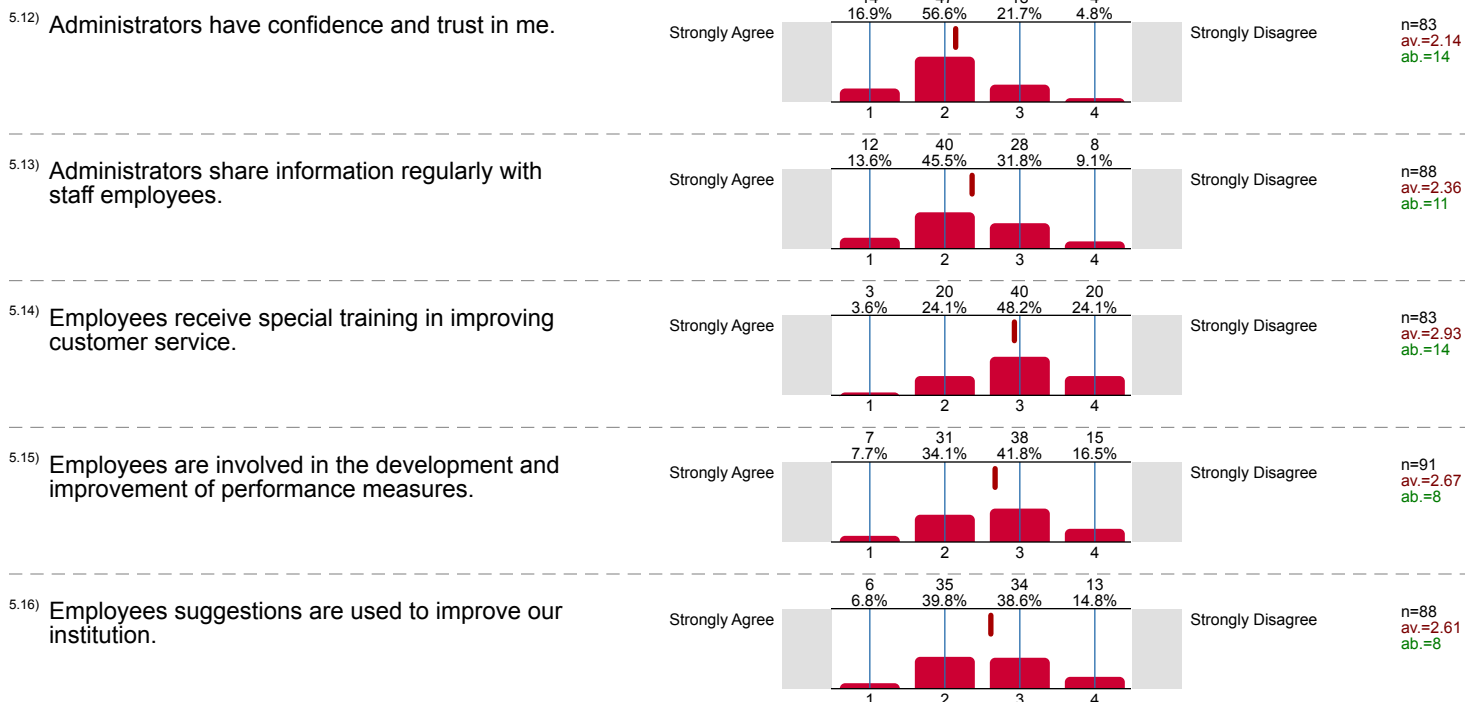 5.12) Administrators have confidence and trust in me.
16.9% 56.6% 21.7% 4.8%
Strongly Agree
Strongly Disagree
n=83
av.=2.14
ab.=14
1 2 3 4
5.13) Administrators share information regularly with
staff employees.
12 40 28 8
13.6% 45.5% 31.8% 9.1%
Strongly Agree
Strongly Disagree
n=88
av.=2.36
ab.=11
1 2 3 4
5.14) Employees receive special training in improving
customer service.
3 20 40 20
3.6% 24.1% 48.2% 24.1%
Strongly Agree
Strongly Disagree
n=83
av.=2.93
ab.=14
1 2 3 4
5.15) Employees are involved in the development and
improvement of performance measures.
7 31 38 15
7.7% 34.1% 41.8% 16.5%
Strongly Agree
Strongly Disagree
n=91
av.=2.67
ab.=8
1 2 3 4
5.16) Employees suggestions are used to improve our
institution.
6 35 34 13
6.8% 39.8% 38.6% 14.8%
Strongly Agree
Strongly Disagree
n=88
av.=2.61
ab.=8
1 2 3 4